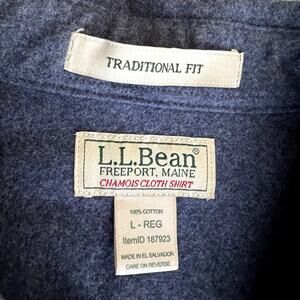 TRADITIONAL FIT
L.L.Bean®
FREEPORT, MAINE
CHAMOIS CLOTH SHIRT
100% COTTON
L - REG
ItemID 187923
MADE IN EL SALVADOR
CARE ON REVERSE